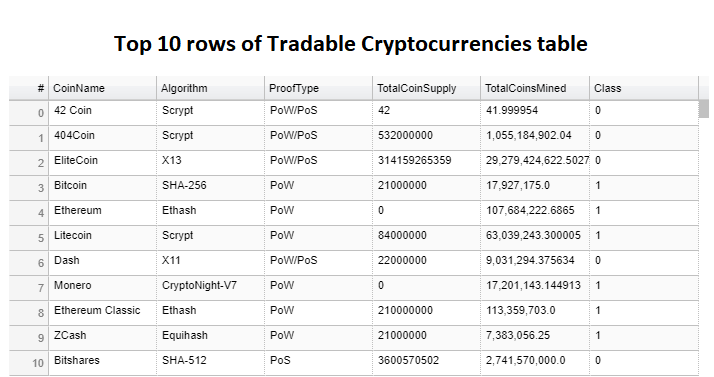 Top 10 rows of Tradable Cryptocurrencies table
# CoinName Algorithm ProofType TotalCoinSupply TotalCoinsMined Class
0 42 Coin Scrypt PoW/PoS 42 41.999954 0
1 404Coin Scrypt PoW/PoS 532000000 1,055,184,902.04 0
2 EliteCoin X13 PoW/PoS 314159265359 29,279,424,622.5027 0
3 Bitcoin SHA-256 PoW 21000000 17,927,175.0 1
4 Ethereum Ethash PoW 0 107,684,222.6865 1
5 Litecoin Scrypt PoW 84000000 63,039,243.300005 1
6 Dash X11 PoW/PoS 22000000 9,031,294.375634 0
7 Monero CryptoNight-V7 PoW 0 17,201,143.144913 1
8 Ethereum Classic Ethash PoW 210000000 113,359,703.0 1
9 ZCash Equihash PoW 21000000 7,383,056.25 1
10 Bitshares SHA-512 PoS 3600570502 2,741,570,000.0 0